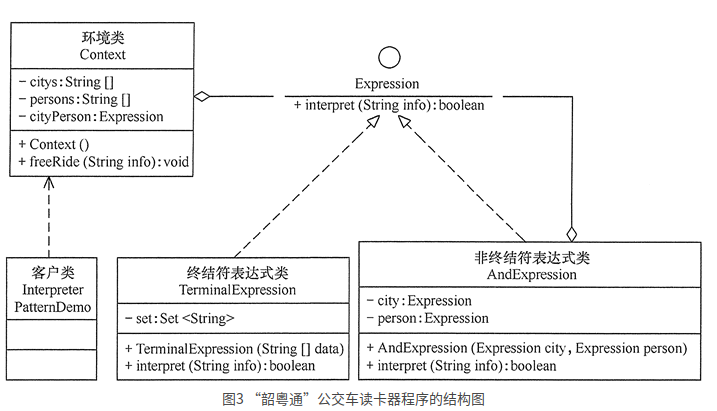 环境类
Context
- citys:String []
- persons:String []
- cityPerson:Expression
+ Context ()
+ freeRide (String info):void
Expression
+ interpret (String info):boolean
客户类
Interpreter
PatternDemo
终结符表达式类
TerminalExpression
- set:Set <String>
+ TerminalExpression (String [] data)
+ interpret (String info):boolean
非终结符表达式类
AndExpression
- city:Expression
- person:Expression
+ AndExpression (Expression city, Expression person)
+ interpret (String info):boolean
图3 “韶粤通”公交车读卡器程序的结构图